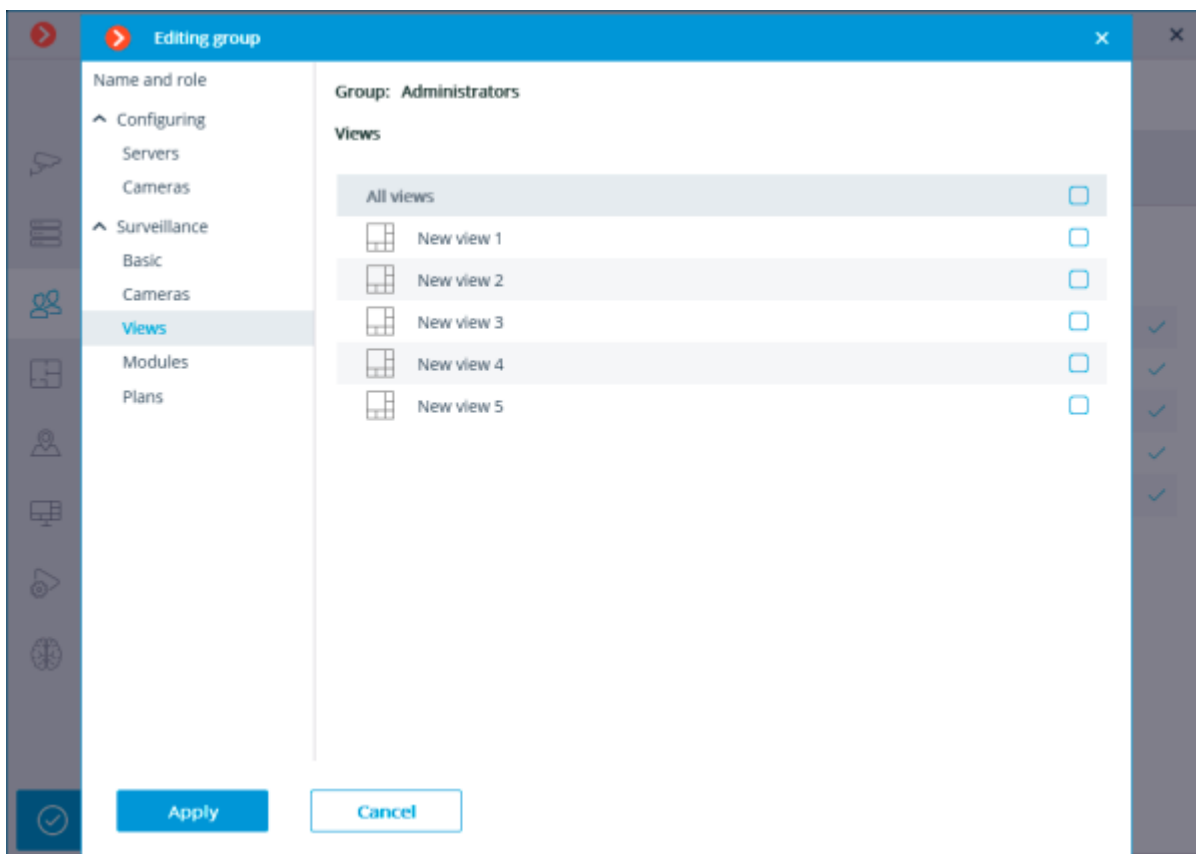 Editing group
Name and role
Configuring
Servers
Cameras
Surveillance
Basic
Cameras
Views
Modules
Plans
Group: Administrators
Views
All views
New view 1
New view 2
New view 3
New view 4
New view 5
Apply
Cancel